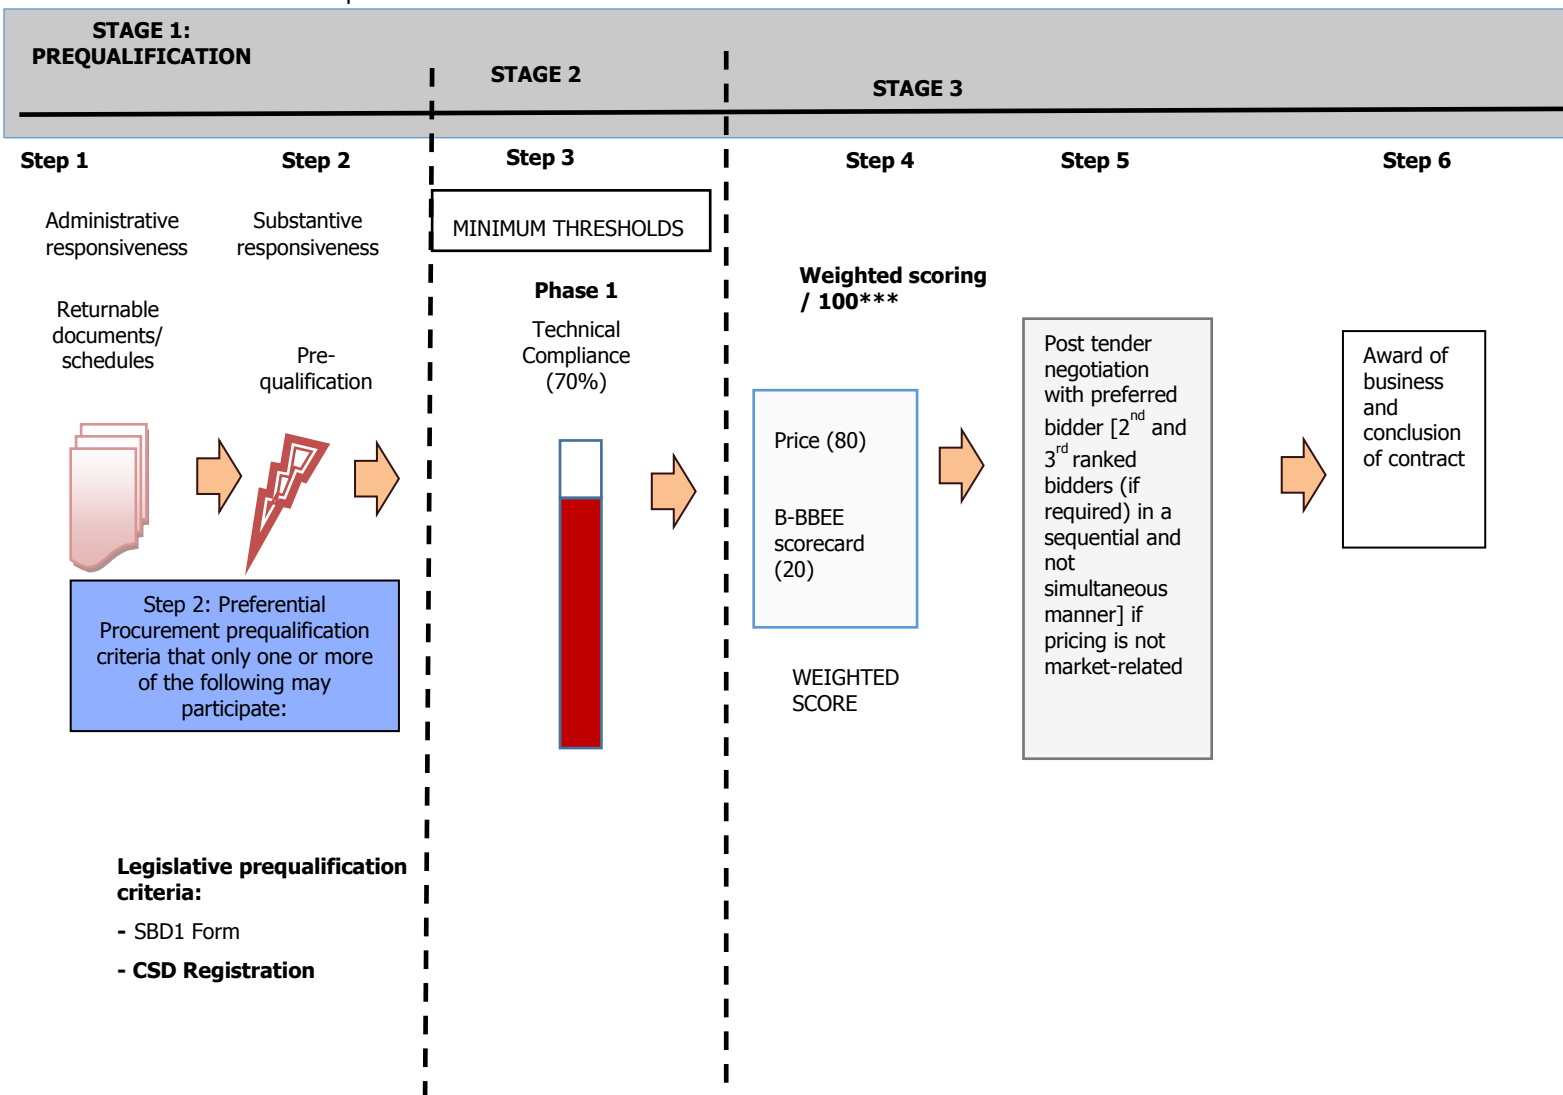 STAGE 1:
PREQUALIFICATION
STAGE 2
STAGE 3
Step 1
Step 2
Step 3
Step 4
Step 5
Step 6
Administrative
responsiveness
Substantive
responsiveness
MINIMUM THRESHOLDS
Returnable
documents/
schedules
Pre-
qualification
Phase 1
Technical
Compliance
(70%)
Weighted scoring
/ 100***
Price (80)
B-BBEE
scorecard
(20)
WEIGHTED
SCORE
Post tender
negotiation
with preferred
bidder [2nd and
3rd ranked
bidders (if
required) in a
sequential and
not
simultaneous
manner] if
pricing is not
market-related
Award of
business
and
conclusion
of contract
Step 2: Preferential
Procurement prequalification
criteria that only one or more
of the following may
participate:
Legislative prequalification
criteria:
- SBD1 Form
- CSD Registration